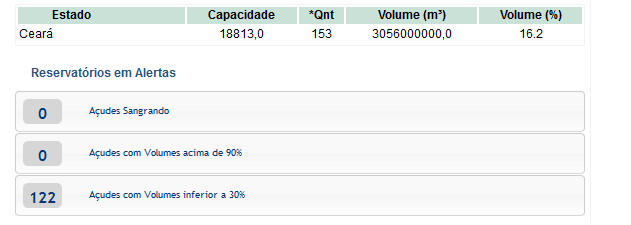 Estado Capacidade *Qnt Volume (m³) Volume (%)
Ceará 18813,0 153 3056000000,0 16.2
Reservatórios em Alertas
0 Açudes Sangrando
0 Açudes com Volumes acima de 90%
122 Açudes com Volumes inferior a 30%